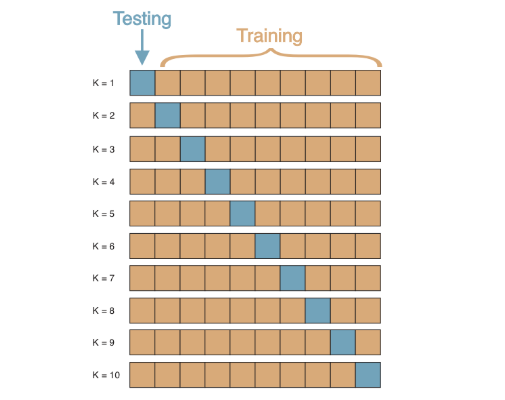 Testing
Training
K = 1
K = 2
K = 3
K = 4
K = 5
K = 6
K = 7
K = 8
K = 9
K = 10